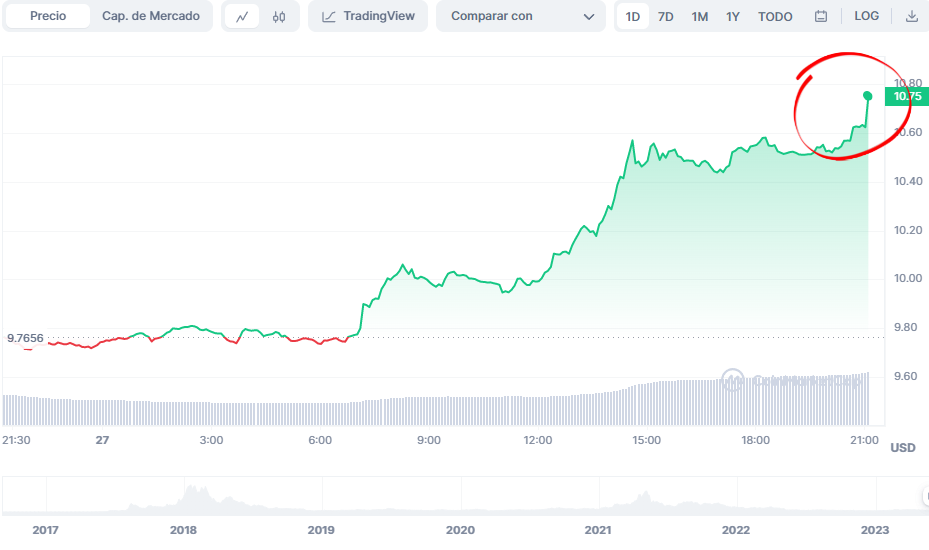 Precio Cap. de Mercado TradingView Comparar con 1D 7D 1M 1Y TODO LOG
10.80
10.75
10.60
10.40
10.20
10.00
9.7656 9.80
9.60
CoinMarketCap
21:30 27 3:00 6:00 9:00 12:00 15:00 18:00 21:00
USD
2017 2018 2019 2020 2021 2022 2023